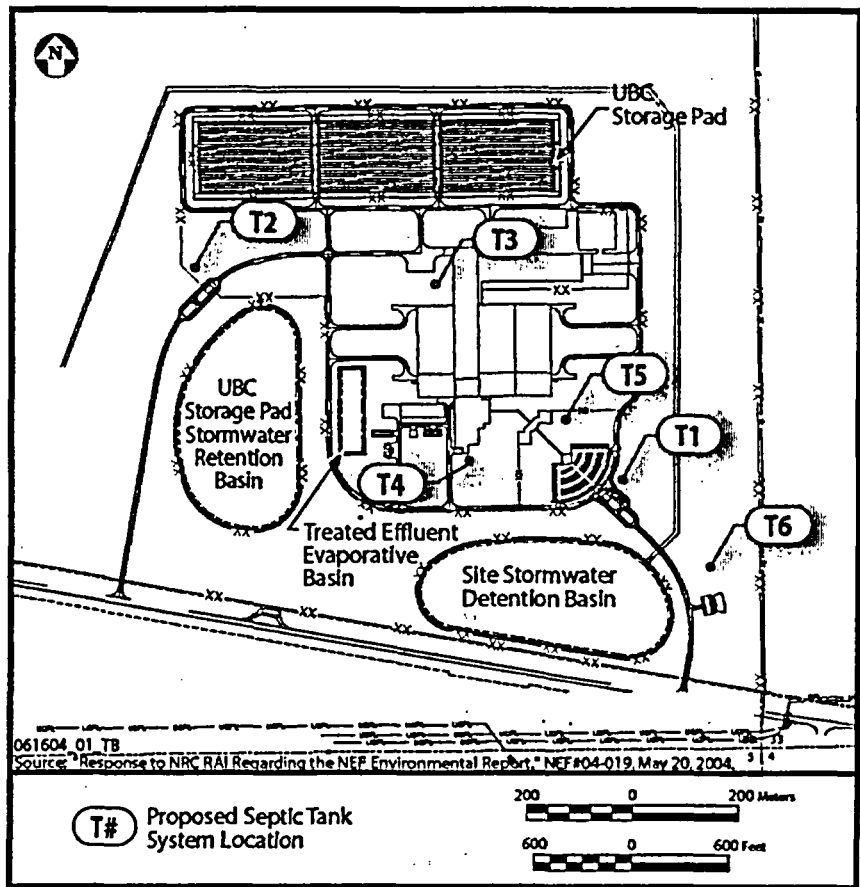 N
UBC
Storage Pad
T2
T3
T5
UBC
Storage Pad
Stormwater
Retention
Basin
T1
T4
T6
Treated Effluent
Evaporative
Basin
Site Stormwater
Detention Basin
061604_01_TB
Source: "Response to NRC RAI Regarding the NEF Environmental Report," NEF#04-019, May 20, 2004.
T# Proposed Septic Tank
System Location
200 0 200 Meters
600 0 600 Feet